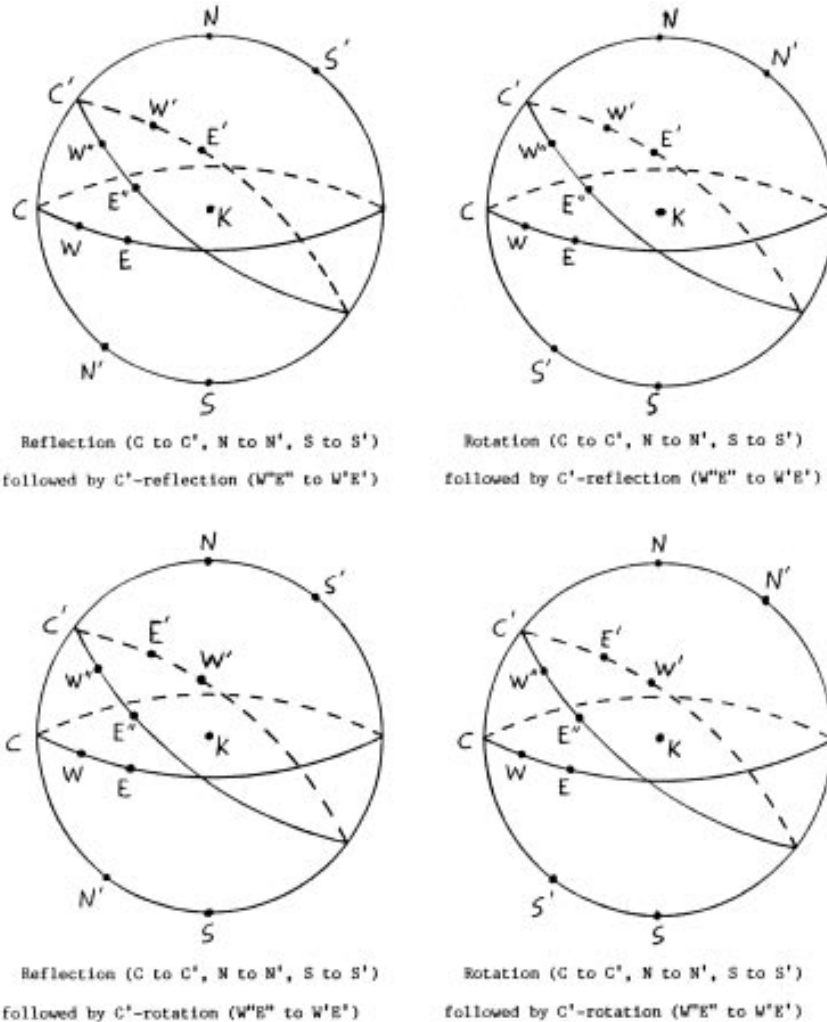 N
S'
C'
W'
E'
W"
E"
K
C
W
E
N'
S
Reflection (C to C', N to N', S to S')
followed by C'-reflection (W"E" to W'E')
N
N'
C'
W'
E'
W"
E"
K
C
W
E
S'
S
Rotation (C to C', N to N', S to S')
followed by C'-reflection (W"E" to W'E')
N
S'
C'
E'
W'
W"
E"
K
C
W
E
N'
S
Reflection (C to C', N to N', S to S')
followed by C'-rotation (W"E" to W'E')
N
N'
C'
E'
W'
W"
E"
K
C
W
E
S'
S
Rotation (C to C', N to N', S to S')
followed by C'-rotation (W"E" to W'E')